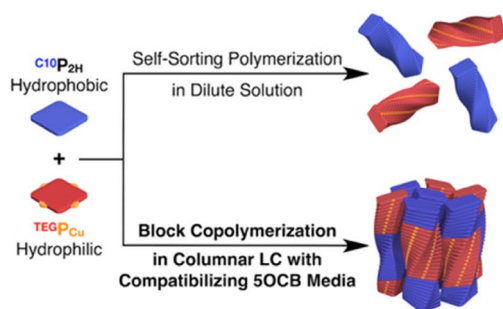 C10P2H
Hydrophobic
+
TEGPCu
Hydrophilic
Self-Sorting Polymerization
in Dilute Solution
Block Copolymerization
in Columnar LC with
Compatibilizing 5OCB Media